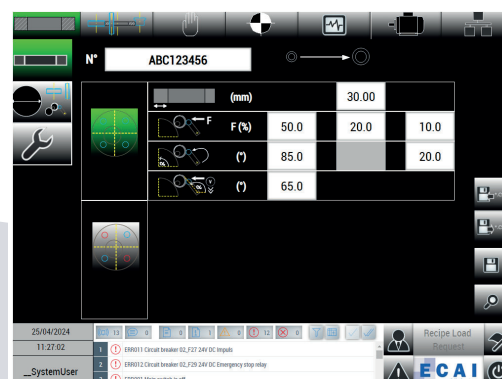 N° ABC123456
(mm) 30.00
F F (%) 50.0 20.0 10.0
α (°) 85.0 20.0
α V (°) 65.0
25/04/2024
11:27:02
__SystemUser
13 0 0 1 0 12 0
1 ERR011 Circuit breaker 02_F27 24V DC Impuls
2 ERR012 Circuit breaker 02_F29 24V DC Emergency stop relay
Recipe Load
Request
ECAI